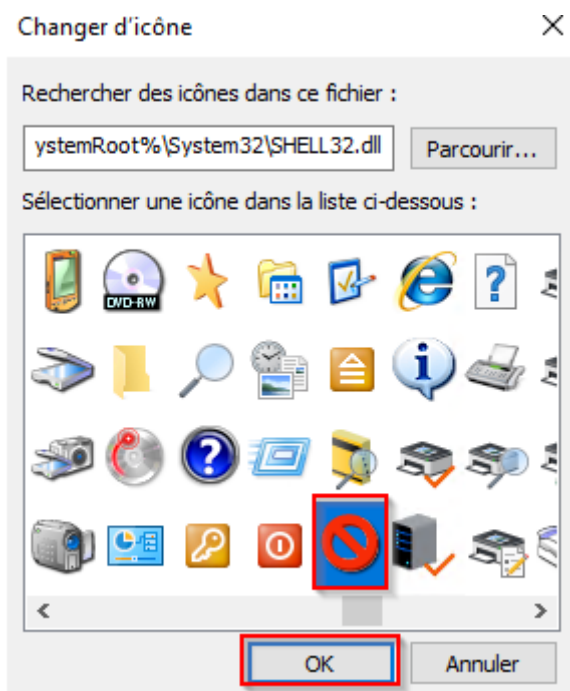 Changer d'icône
Rechercher des icônes dans ce fichier :
ystemRoot%\System32\SHELL32.dll
Parcourir...
Sélectionner une icône dans la liste ci-dessous :
DVD-RW
OK
Annuler